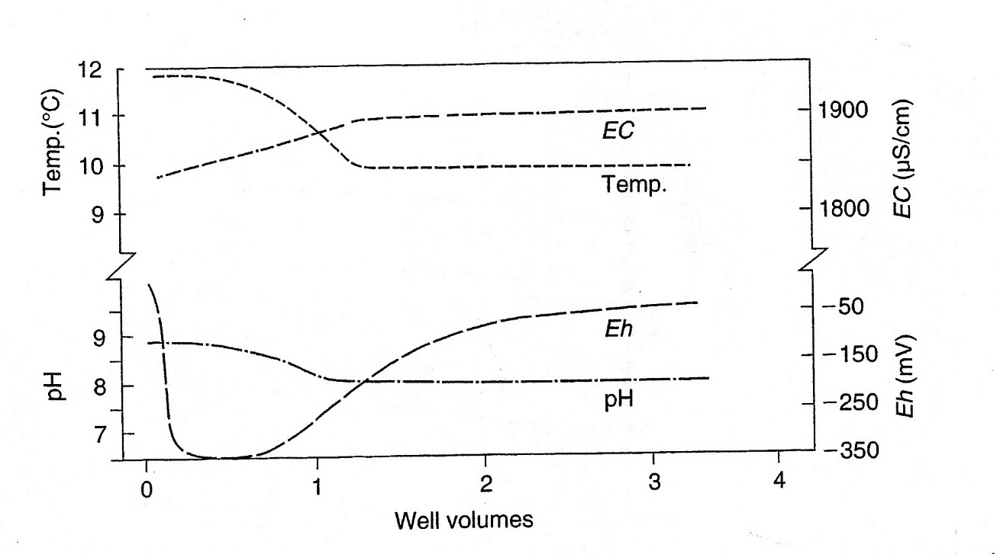 Temp.(°C)
12
11
10
9
EC
Temp.
1900
1800
EC (µS/cm)
pH
9
8
7
Eh
pH
−50
−150
−250
−350
Eh (mV)
0 1 2 3 4
Well volumes